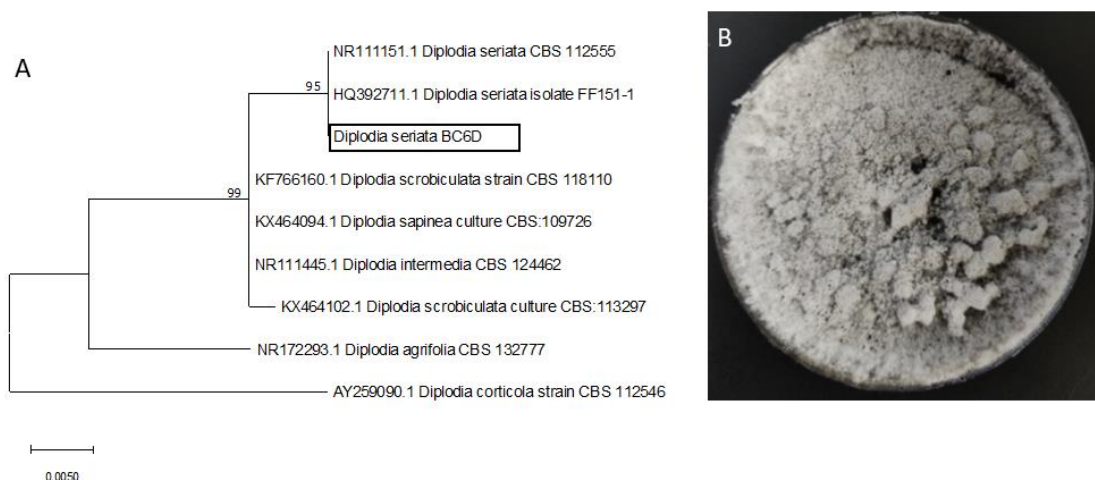 A
B
NR111151.1 Diplodia seriata CBS 112555
95
HQ392711.1 Diplodia seriata isolate FF151-1
Diplodia seriata BC6D
KF766160.1 Diplodia scrobiculata strain CBS 118110
99
KX464094.1 Diplodia sapinea culture CBS:109726
NR111445.1 Diplodia intermedia CBS 124462
KX464102.1 Diplodia scrobiculata culture CBS:113297
NR172293.1 Diplodia agrifolia CBS 132777
AY259090.1 Diplodia corticola strain CBS 112546
0.0050